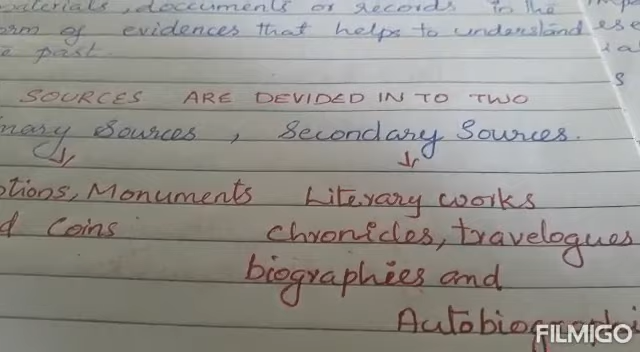 materials, documents or records in the
form of evidences that helps to understand
past
SOURCES ARE DEVIDED IN TO TWO
Sources, Secondary Sources.
Monuments Literary works
Coins chronicles, travelogues
biographies and
FILMIGO